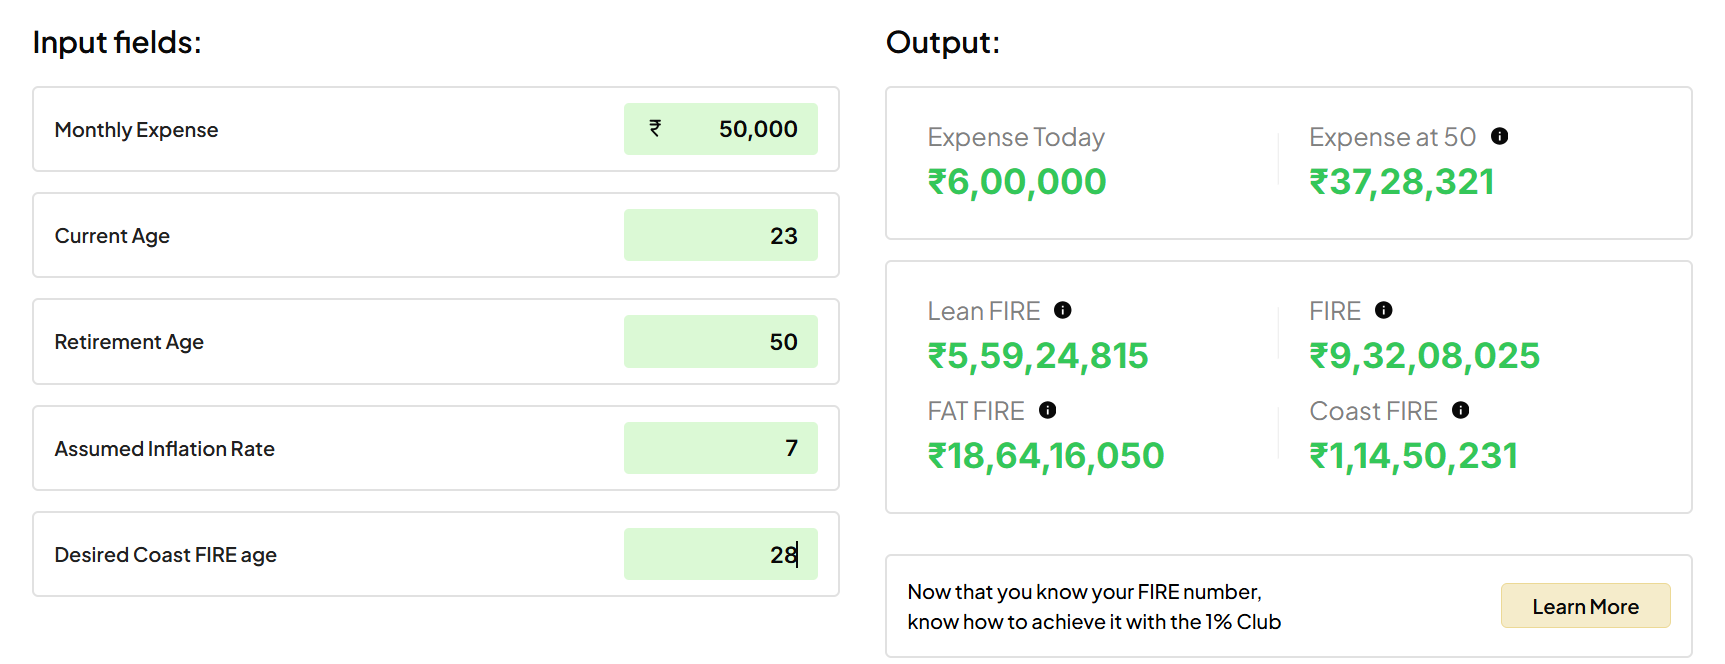 Input fields:
Monthly Expense
₹ 50,000
Current Age
23
Retirement Age
50
Assumed Inflation Rate
7
Desired Coast FIRE age
28
Output:
Expense Today
₹6,00,000
Expense at 50
₹37,28,321
Lean FIRE
₹5,59,24,815
FIRE
₹9,32,08,025
FAT FIRE
₹18,64,16,050
Coast FIRE
₹1,14,50,231
Now that you know your FIRE number,
know how to achieve it with the 1% Club
Learn More